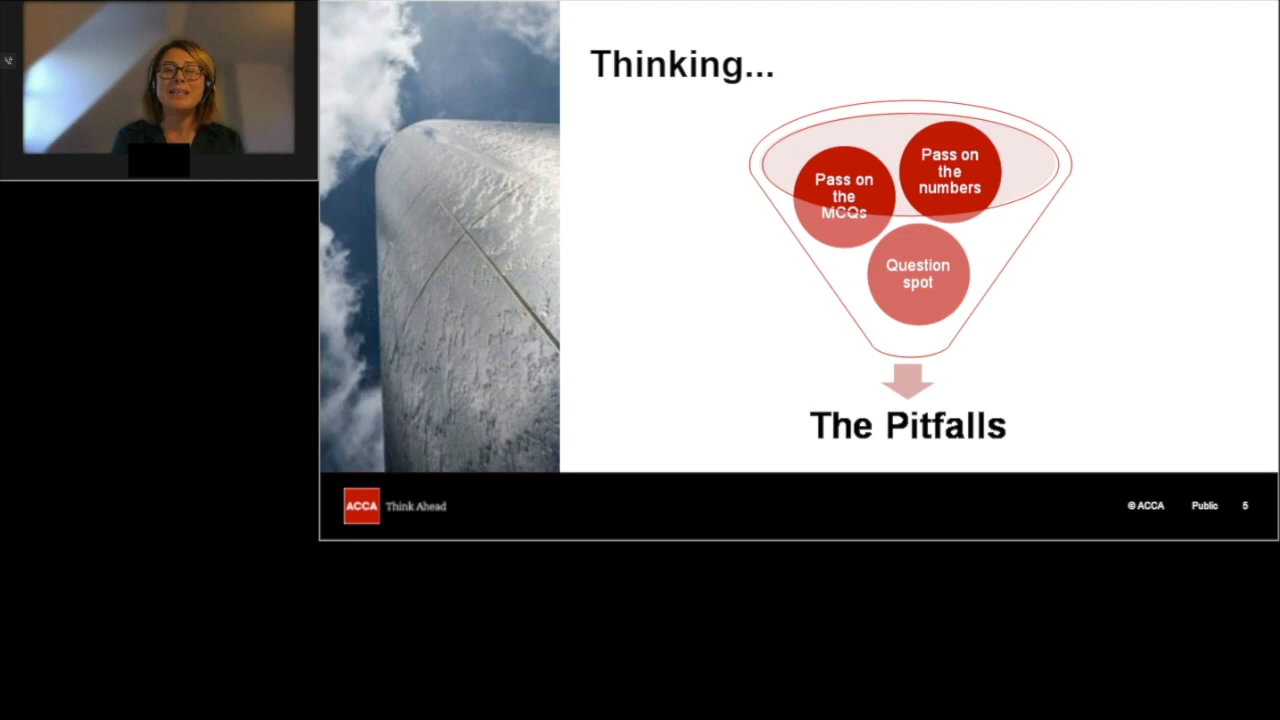 Thinking...
Pass on
the
MCQs
Pass on
the
numbers
Question
spot
The Pitfalls
ACCA
Think Ahead
© ACCA
Public
5